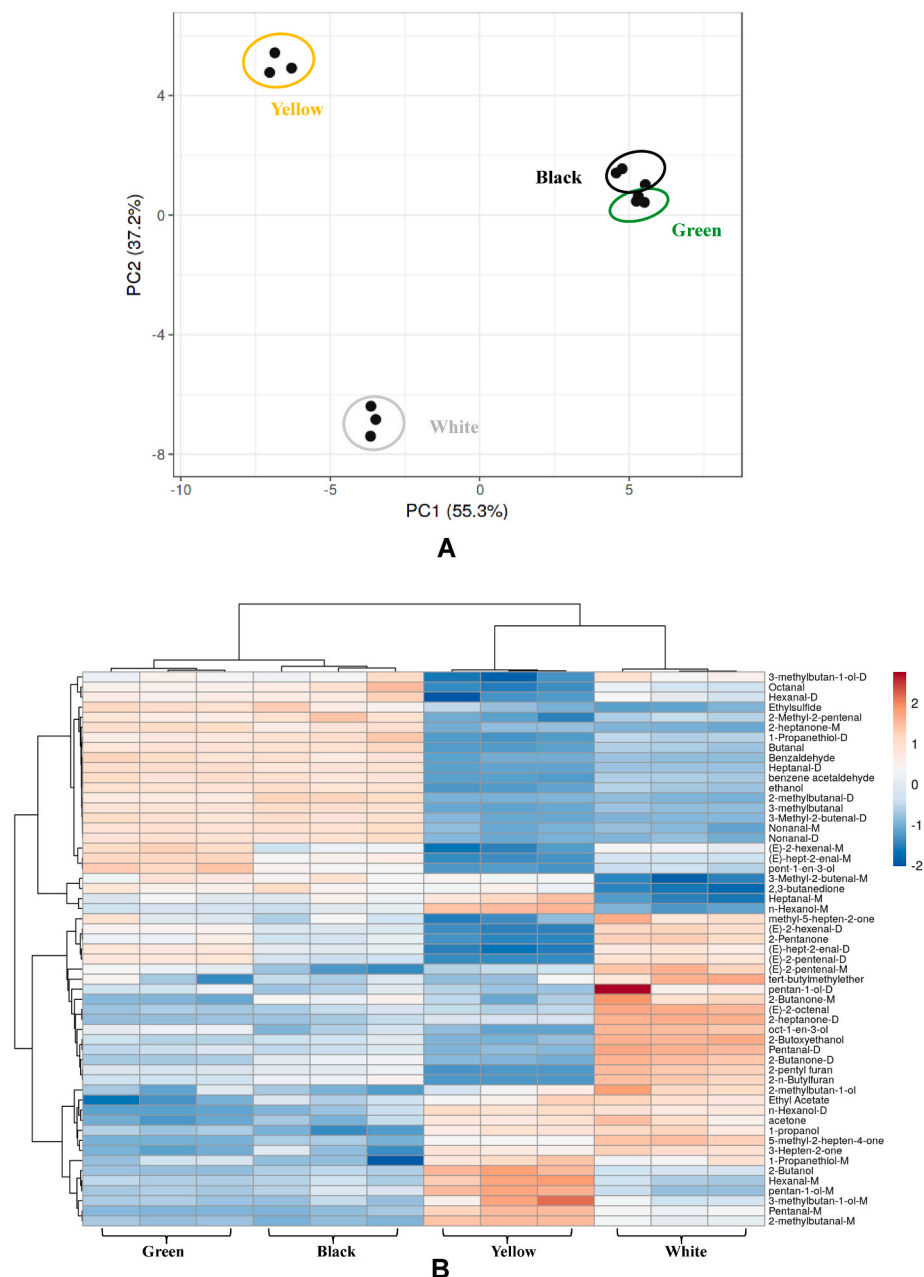 Yellow
4
Black
0
Green
PC2 (37.2%)
-4
White
-8
-10
-5
0
5
PC1 (55.3%)
A
3-methylbutan-1-ol-D
Octanal
Hexanal-D
Ethylsulfide
2-Methyl-2-pentenal
2-heptanone-M
1-Propanethiol-D
Butanal
Benzaldehyde
Heptanal-D
benzene acetaldehyde
ethanol
2-methylbutanal-D
3-methylbutanal
3-Methyl-2-butenal-D
Nonanal-M
Nonanal-D
(E)-2-hexenal-M
(E)-hept-2-enal-M
pent-1-en-3-ol
3-Methyl-2-butenal-M
2,3-butanedione
Heptanal-M
n-Hexanol-M
methyl-5-hepten-2-one
(E)-2-hexenal-D
2-Pentanone
(E)-hept-2-enal-D
(E)-2-pentenal-D
(E)-2-pentenal-M
tert-butylmethylether
pentan-1-ol-D
2-Butanone-M
(E)-2-octenal
2-heptanone-D
oct-1-en-3-ol
2-Butoxyethanol
Pentanal-D
2-Butanone-D
2-pentyl furan
2-n-Butylfuran
2-methylbutan-1-ol
Ethyl Acetate
n-Hexanol-D
acetone
1-propanol
5-methyl-2-hepten-4-one
3-Hepten-2-one
1-Propanethiol-M
2-Butanol
Hexanal-M
pentan-1-ol-M
3-methylbutan-1-ol-M
Pentanal-M
2-methylbutanal-M
2
1
0
-1
-2
Green
Black
Yellow
White
B